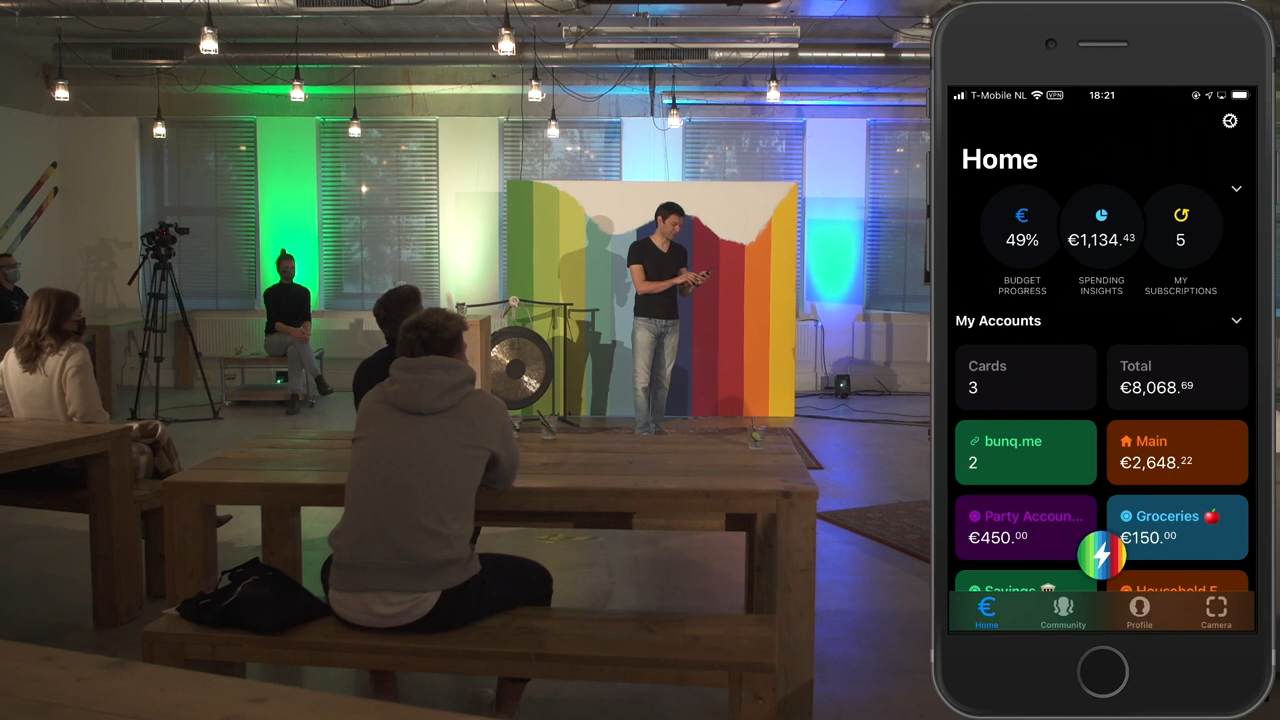 T-Mobile NL VPN 18:21
Home
49% €1,134.43 5
BUDGET PROGRESS SPENDING INSIGHTS MY SUBSCRIPTIONS
My Accounts
Cards Total
3 €8,068.69
bunq.me Main
2 €2,648.22
Party Accoun... Groceries
€450.00 €150.00
Savings Household E
Home Community Profile Camera